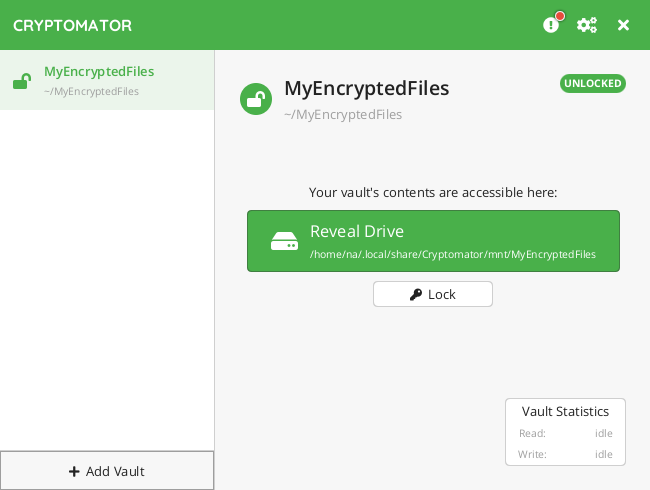 CRYPTOMATOR
MyEncryptedFiles
~/MyEncryptedFiles
Add Vault
MyEncryptedFiles
~/MyEncryptedFiles
UNLOCKED
Your vault's contents are accessible here:
Reveal Drive
/home/na/.local/share/Cryptomator/mnt/MyEncryptedFiles
Lock
Vault Statistics
Read: idle
Write: idle